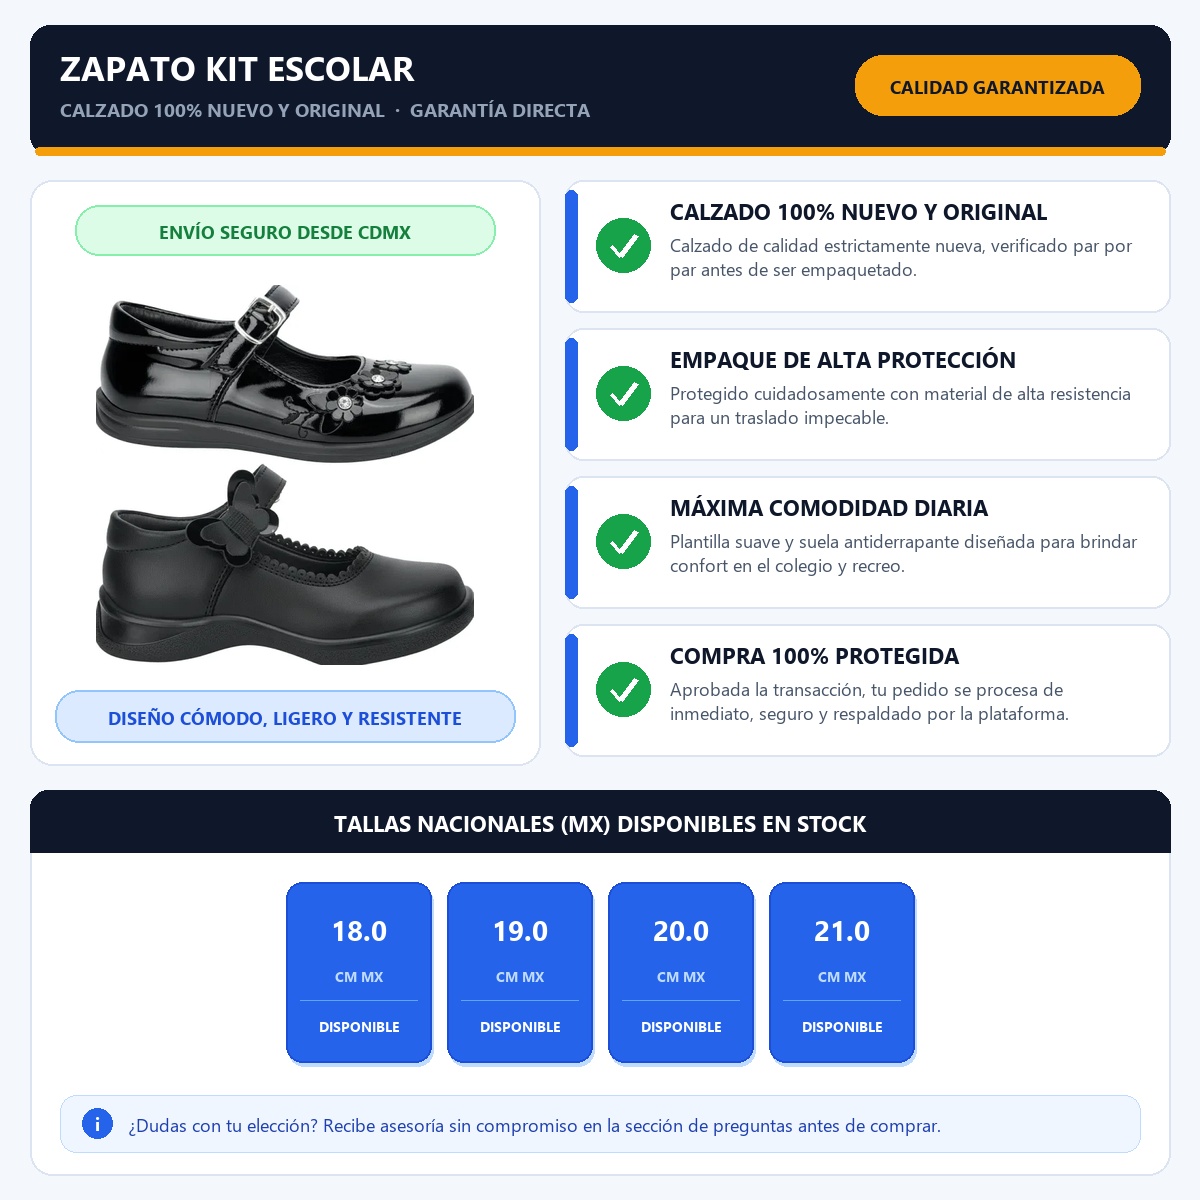 ZAPATO KIT ESCOLAR
CALZADO 100% NUEVO Y ORIGINAL · GARANTÍA DIRECTA
CALIDAD GARANTIZADA
ENVÍO SEGURO DESDE CDMX
DISEÑO CÓMODO, LIGERO Y RESISTENTE
CALZADO 100% NUEVO Y ORIGINAL
Calzado de calidad estrictamente nueva, verificado par por
par antes de ser empaquetado.
EMPAQUE DE ALTA PROTECCIÓN
Protegido cuidadosamente con material de alta resistencia
para un traslado impecable.
MÁXIMA COMODIDAD DIARIA
Plantilla suave y suela antiderrapante diseñada para brindar
confort en el colegio y recreo.
COMPRA 100% PROTEGIDA
Aprobada la transacción, tu pedido se procesa de
inmediato, seguro y respaldado por la plataforma.
TALLAS NACIONALES (MX) DISPONIBLES EN STOCK
18.0
CM MX
DISPONIBLE
19.0
CM MX
DISPONIBLE
20.0
CM MX
DISPONIBLE
21.0
CM MX
DISPONIBLE
¿Dudas con tu elección? Recibe asesoría sin compromiso en la sección de preguntas antes de comprar.